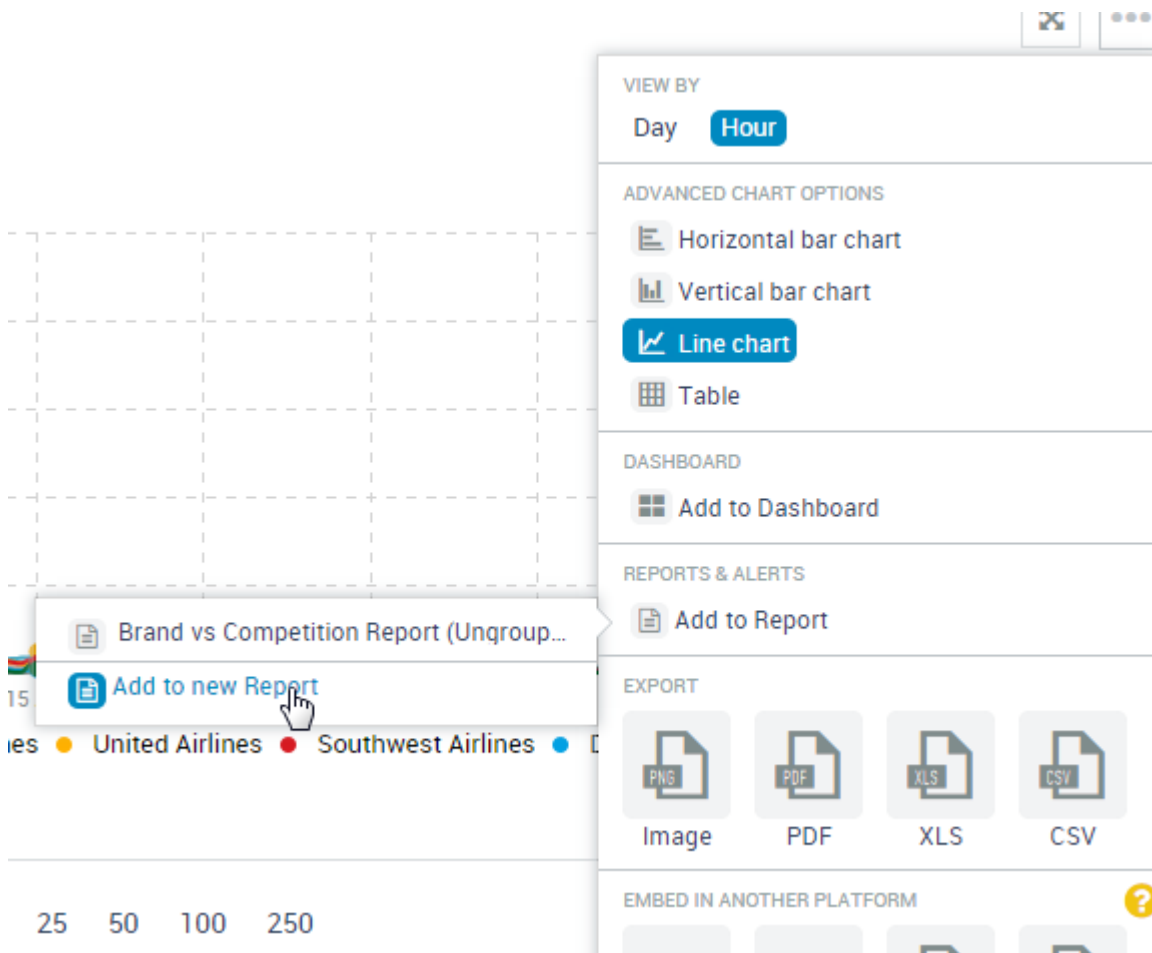 VIEW BY
Day Hour
ADVANCED CHART OPTIONS
Horizontal bar chart
Vertical bar chart
Line chart
Table
DASHBOARD
Add to Dashboard
REPORTS & ALERTS
Add to Report
Brand vs Competition Report (Ungroup...
Add to new Report
15
es United Airlines Southwest Airlines D
EXPORT
PNG PDF XLS CSV
Image PDF XLS CSV
25 50 100 250
EMBED IN ANOTHER PLATFORM
?